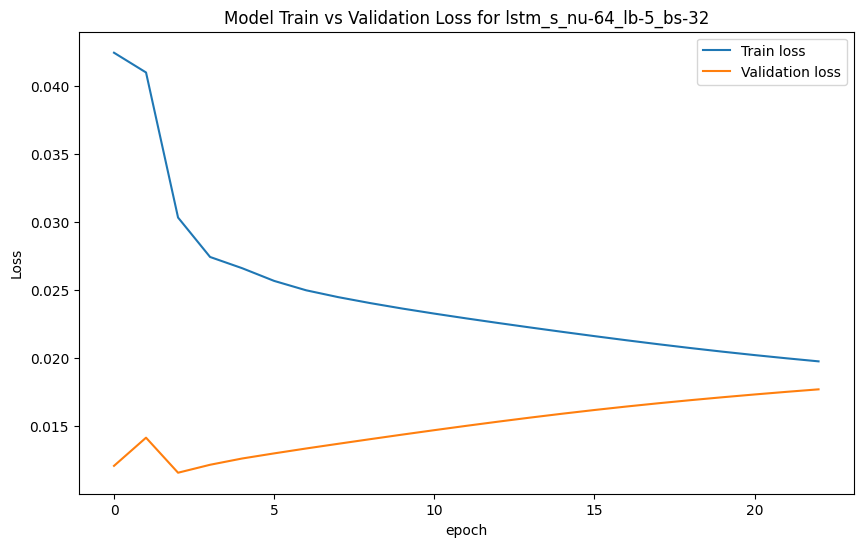 Model Train vs Validation Loss for lstm_s_nu-64_lb-5_bs-32
Train loss
Validation loss
0.040
0.035
0.030
0.025
0.020
0.015
Loss
0 5 10 15 20
epoch